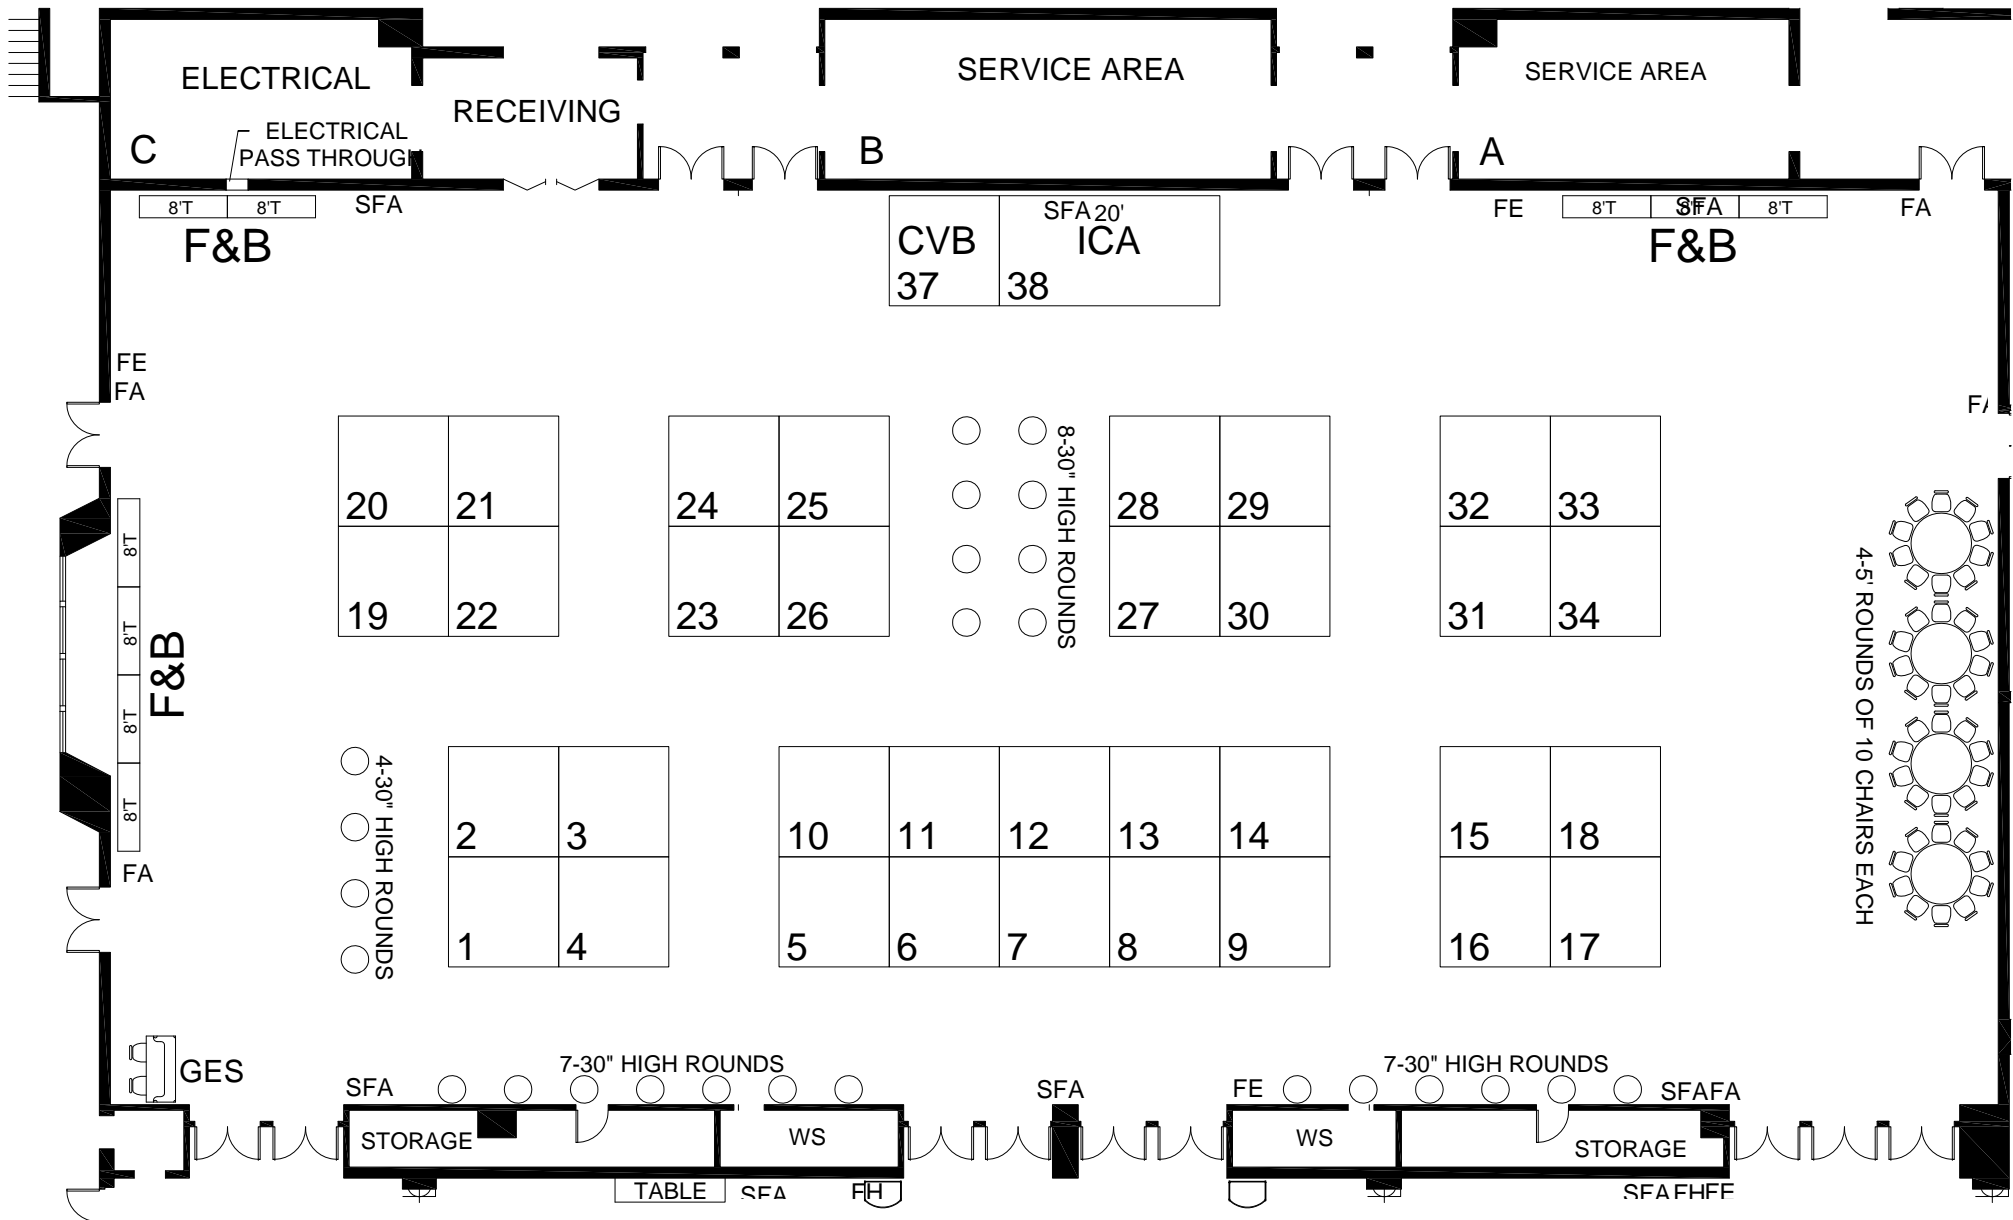 ELECTRICAL
RECEIVING
SERVICE AREA
SERVICE AREA
ELECTRICAL
PASS THROUGH
C
B
A
8'T
8'T
SFA
F&B
SFA 20'
CVB
ICA
37
38
FE
8'T
8'T
SFA
8'T
FA
F&B
FE
FA
FA
20
21
24
25
28
29
32
33
19
22
23
26
27
30
31
34
8-30" HIGH ROUNDS
4-5' ROUNDS OF 10 CHAIRS EACH
8'T
8'T
8'T
8'T
F&B
FA
4-30" HIGH ROUNDS
2
3
10
11
12
13
14
15
18
1
4
5
6
7
8
9
16
17
GES
SFA
7-30" HIGH ROUNDS
SFA
FE
7-30" HIGH ROUNDS
SFAFA
STORAGE
WS
WS
STORAGE
TABLE
SFA
FH
SFAFHFE